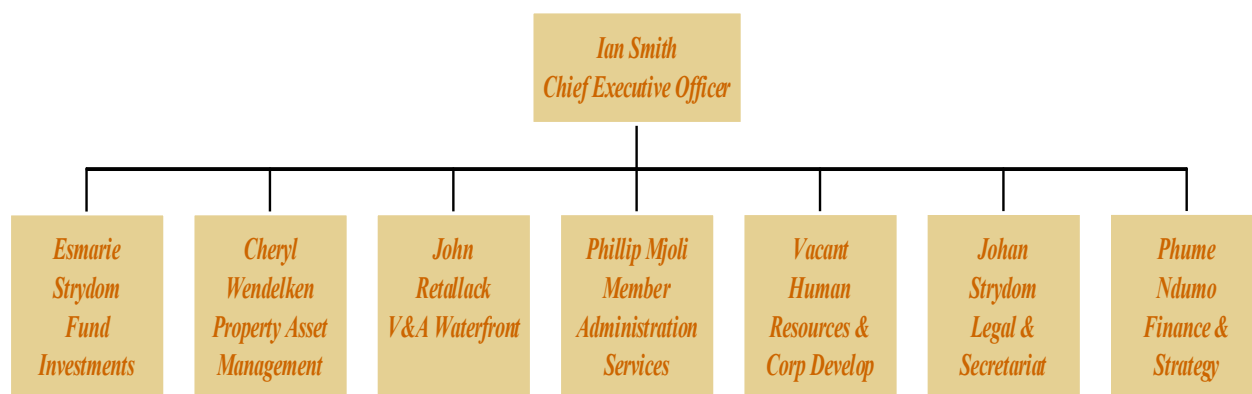 Ian Smith
Chief Executive Officer
Esmarie
Strydom
Fund
Investments
Cheryl
Wendelken
Property Asset
Management
John
Retallack
V&A Waterfront
Phillip Mjoli
Member
Administration
Services
Vacant
Human
Resources &
Corp Develop
Johan
Strydom
Legal &
Secretariat
Phume
Ndumo
Finance &
Strategy